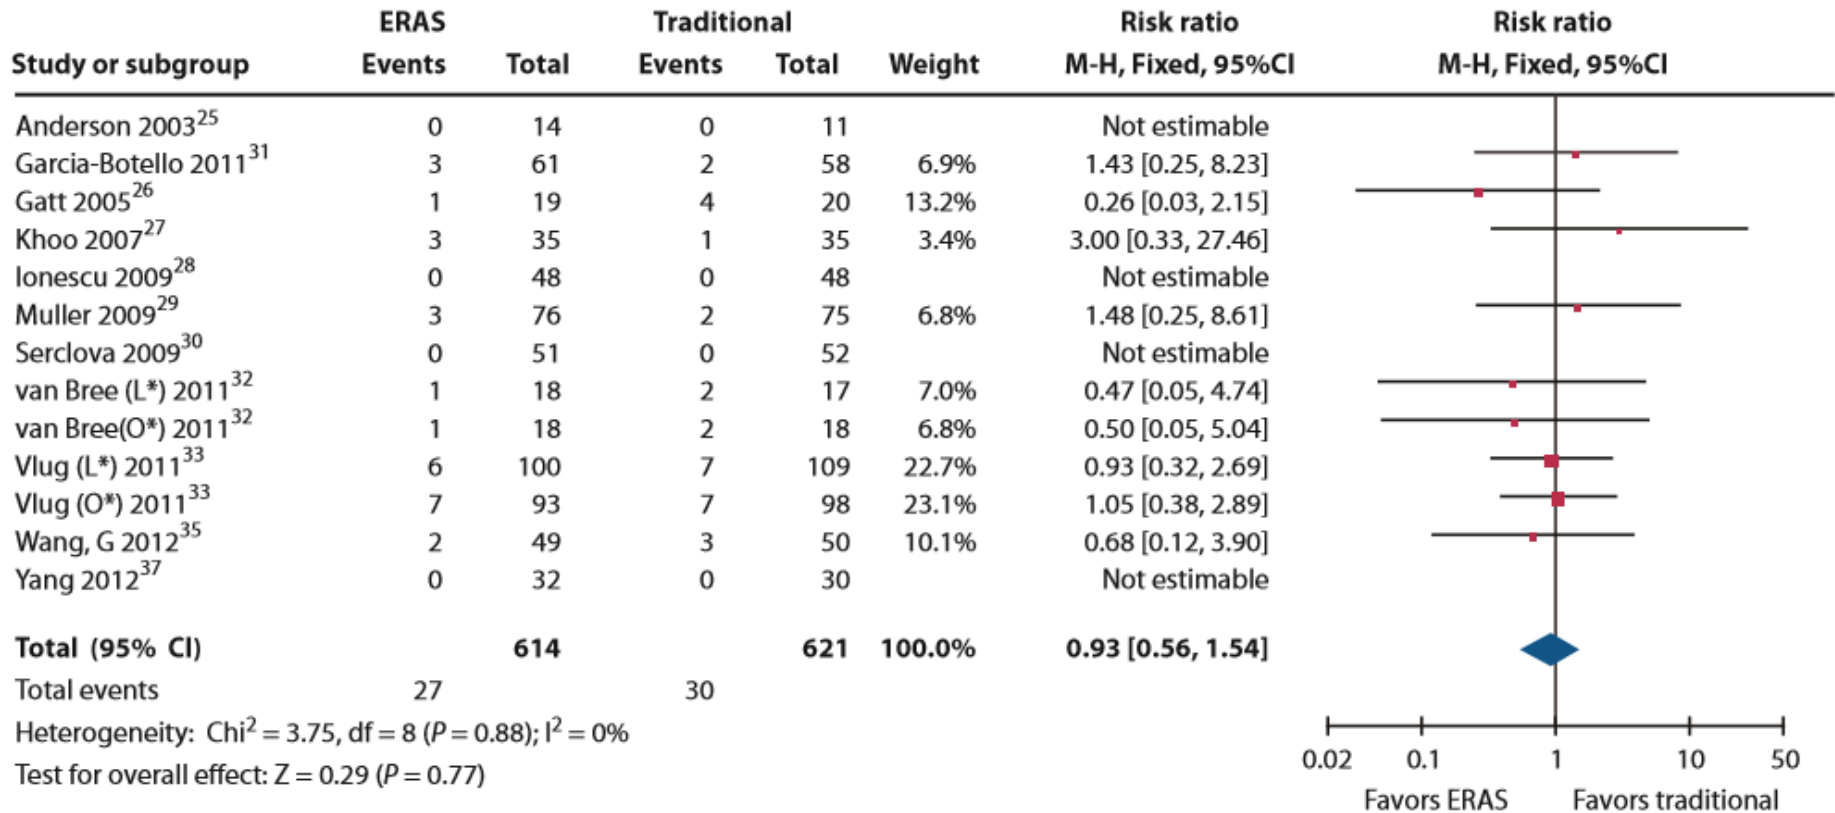 ERAS Traditional Risk ratio Risk ratio
Study or subgroup Events Total Events Total Weight M-H, Fixed, 95%CI M-H, Fixed, 95%CI
Anderson 2003²⁵ 0 14 0 11 Not estimable
Garcia-Botello 2011³¹ 3 61 2 58 6.9% 1.43 [0.25, 8.23]
Gatt 2005²⁶ 1 19 4 20 13.2% 0.26 [0.03, 2.15]
Khoo 2007²⁷ 3 35 1 35 3.4% 3.00 [0.33, 27.46]
Ionescu 2009²⁸ 0 48 0 48 Not estimable
Muller 2009²⁹ 3 76 2 75 6.8% 1.48 [0.25, 8.61]
Serclova 2009³⁰ 0 51 0 52 Not estimable
van Bree (L*) 2011³² 1 18 2 17 7.0% 0.47 [0.05, 4.74]
van Bree(O*) 2011³² 1 18 2 18 6.8% 0.50 [0.05, 5.04]
Vlug (L*) 2011³³ 6 100 7 109 22.7% 0.93 [0.32, 2.69]
Vlug (O*) 2011³³ 7 93 7 98 23.1% 1.05 [0.38, 2.89]
Wang, G 2012³⁵ 2 49 3 50 10.1% 0.68 [0.12, 3.90]
Yang 2012³⁷ 0 32 0 30 Not estimable
Total (95% CI) 614 621 100.0% 0.93 [0.56, 1.54]
Total events 27 30
Heterogeneity: Chi² = 3.75, df = 8 (P = 0.88); I² = 0%
Test for overall effect: Z = 0.29 (P = 0.77)
0.02 0.1 1 10 50
Favors ERAS Favors traditional